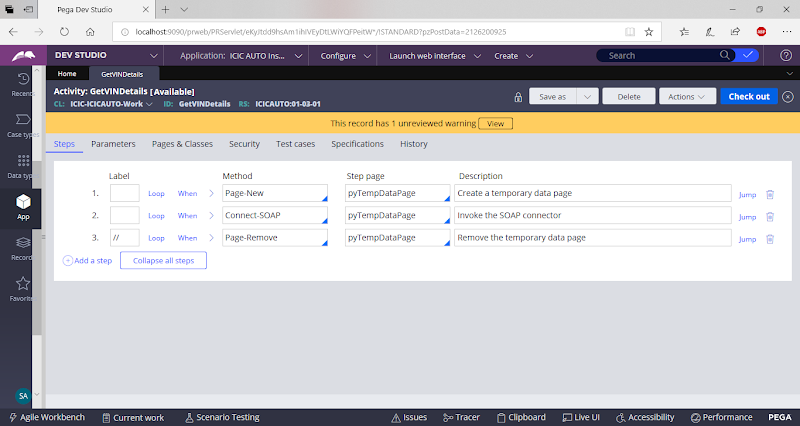 Pega Dev Studio
localhost:9090/prweb/PRServlet/eKyJtdd9hsAm1ihIVEyDtLWiYQFPeitW*/!STANDARD?pzPostData=2126200925
DEV STUDIO Application: ICIC AUTO Ins... Configure Launch web interface Create Search
Home GetVINDetails
Activity: GetVINDetails [Available]
CL: ICIC-ICICAUTO-Work ID: GetVINDetails RS: ICICAUTO:01-03-01
Save as Delete Actions Check out
This record has 1 unreviewed warning View
Steps Parameters Pages & Classes Security Test cases Specifications History
Label Method Step page Description
1. Loop When Page-New pyTempDataPage Create a temporary data page Jump
2. Loop When Connect-SOAP pyTempDataPage Invoke the SOAP connector Jump
3. // Loop When Page-Remove pyTempDataPage Remove the temporary data page Jump
Add a step Collapse all steps
Recent
Case types
Data typ
App
Record
Favorite
SA
Agile Workbench Current work Scenario Testing Issues Tracer Clipboard Live UI Accessibility Performance PEGA